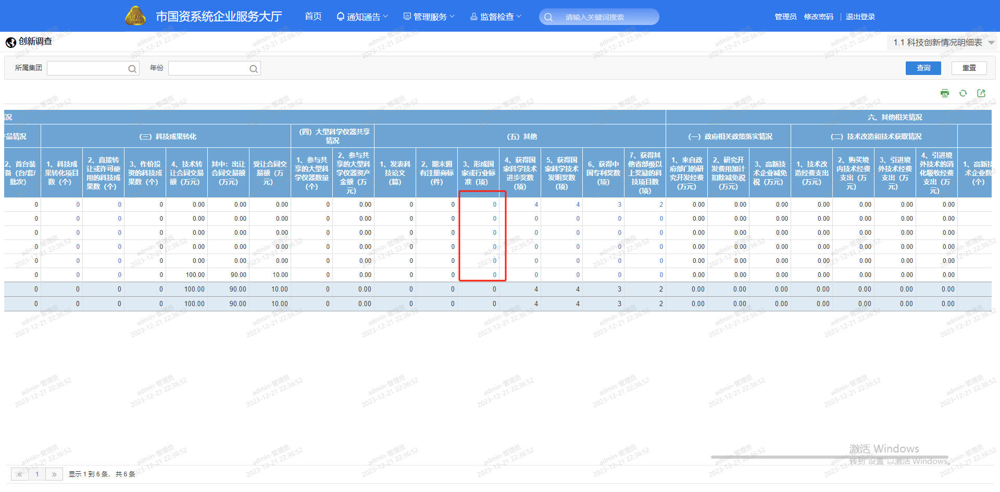 市国资系统企业服务大厅 首页 通知通告 管理服务 监督检查 请输入关键词搜索 管理员 修改密码 退出登录
创新调查 1.1 科技创新情况明细表
所属集团 年份 查询 重置
情况 六、其他相关情况
产品情况 （三）科技成果转化 （四）大型科学仪器共享情况 （五）其他 （一）政府相关政策落实情况 （二）技术改造和技术获取情况
2、首台装备（台/套/批次） 1、科技成果转化项目数（个） 2、直接转让或许可使用的科技成果数（个） 3、作价投资的科技成果数（个） 4、技术转让合同交易额（万元） 其中：出让合同交易额（万元） 受让合同交易额（万元） 1、参与共享的大型科学仪器数量（个） 2、参与共享的大型科学仪器资产金额（万元） 1、发表科技论文（篇） 2、期末拥有注册商标（件） 3、形成国家或行业标准（项） 4、获得国家科学技术进步奖数（项） 5、获得国家科学技术发明奖数（项） 6、获得中国专利奖数（项） 7、获得其他省部级以上奖励的科技项目数（项） 1、来自政府部门的研究开发经费（万元） 2、研究开发费用加计扣除减免税（万元） 3、高新技术企业减免税（万元） 1、技术改造经费支出（万元） 2、购买境内技术经费支出（万元） 3、引进境外技术经费支出（万元） 4、引进境外技术的消化吸收经费支出（万元） 1、高新技术企业数（个）
0 0 0 0 0.00 0.00 0.00 0 0.00 0 0 0 4 4 3 2 0.00 0.00 0.00 0.00 0.00 0.00 0.00
0 0 0 0 0.00 0.00 0.00 0 0.00 0 0 0 0 0 0 0 0.00 0.00 0.00 0.00 0.00 0.00 0.00
0 0 0 0 0.00 0.00 0.00 0 0.00 0 0 0 0 0 0 0 0.00 0.00 0.00 0.00 0.00 0.00 0.00
0 0 0 0 0.00 0.00 0.00 0 0.00 0 0 0 0 0 0 0 0.00 0.00 0.00 0.00 0.00 0.00 0.00
0 0 0 0 0.00 0.00 0.00 0 0.00 0 0 0 0 0 0 0 0.00 0.00 0.00 0.00 0.00 0.00 0.00
0 0 0 0 100.00 90.00 10.00 0 0.00 0 0 0 0 0 0 0 0.00 0.00 0.00 0.00 0.00 0.00 0.00
0 0 0 0 100.00 90.00 10.00 0 0.00 0 0 0 4 4 3 2 0.00 0.00 0.00 0.00 0.00 0.00 0.00
0 0 0 0 100.00 90.00 10.00 0 0.00 0 0 0 4 4 3 2 0.00 0.00 0.00 0.00 0.00 0.00 0.00
admin-管理员
2023-12-21 22:36:52
激活 Windows
转到"设置"以激活 Windows。
« 1 » 显示 1 到 6 条， 共 6 条